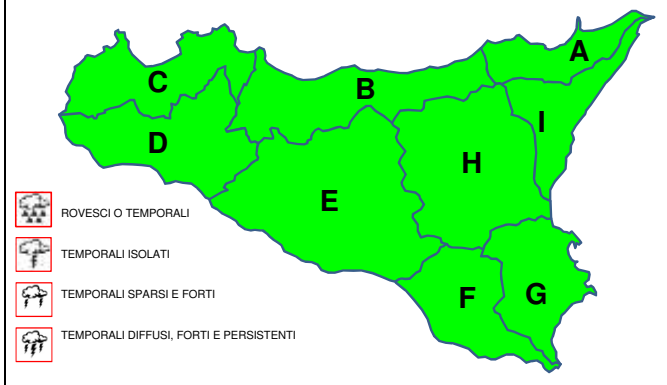 A
B
C
I
D
H
E
ROVESCI O TEMPORALI
TEMPORALI ISOLATI
TEMPORALI SPARSI E FORTI
F
G
TEMPORALI DIFFUSI, FORTI E PERSISTENTI